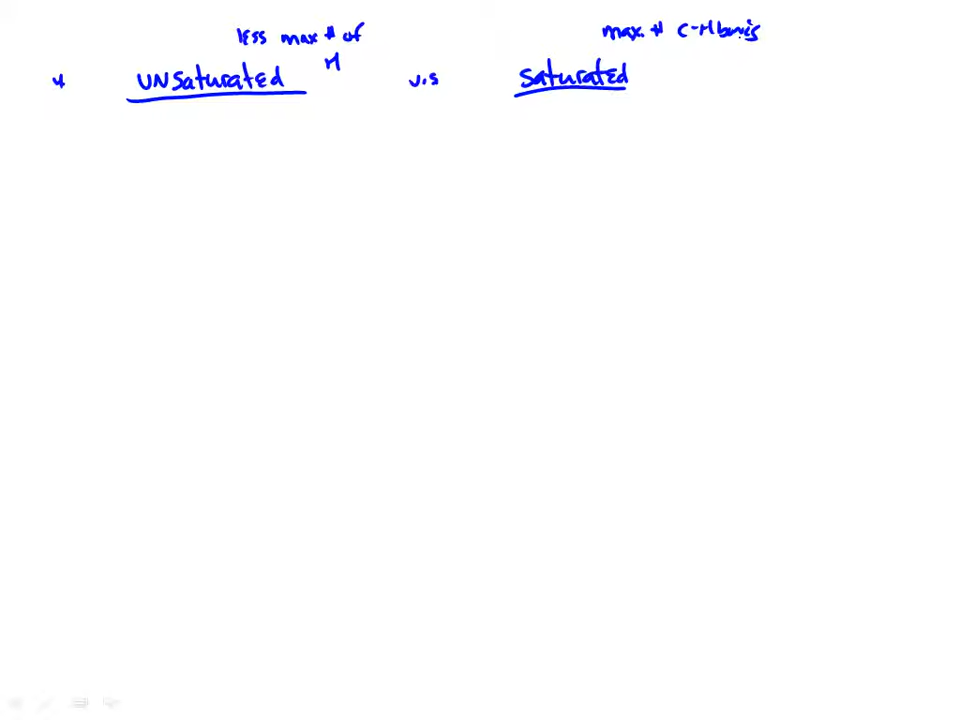 less max # of H
max. # C-H bonds
* UNSaturatEd v.s SaturatEd